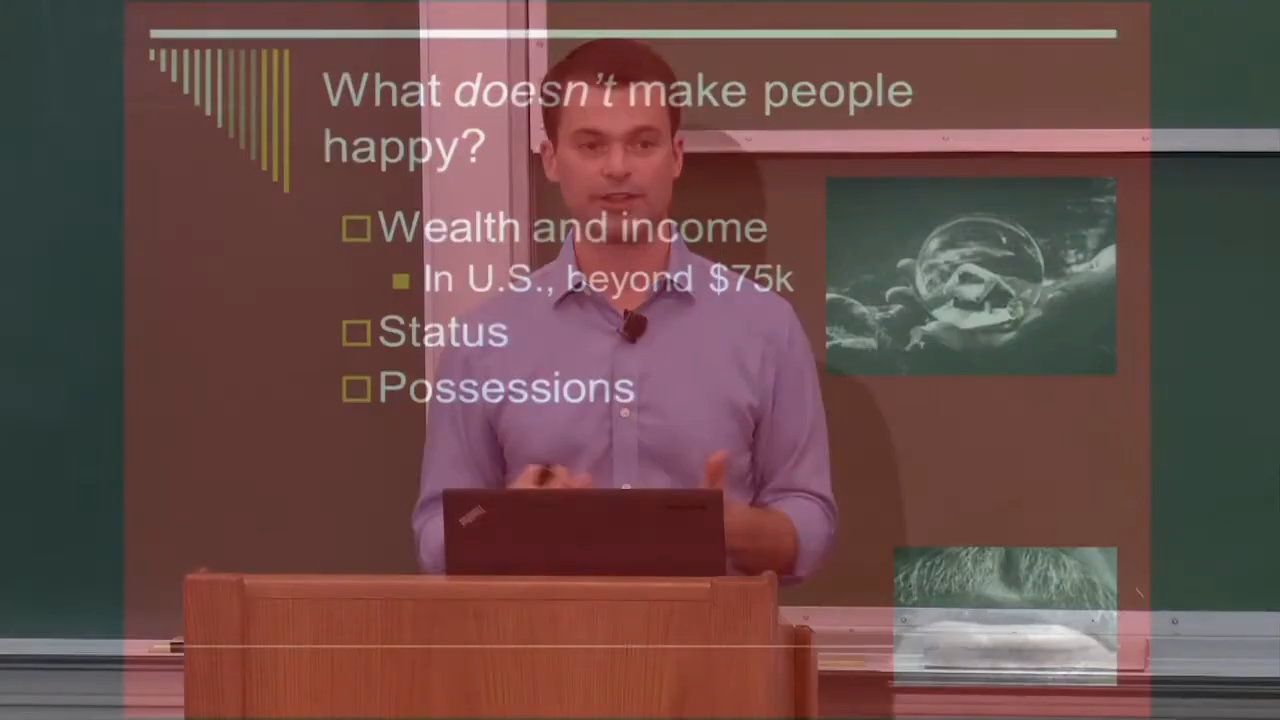 What doesn't make people
happy?
Wealth and income
In U.S., beyond $75k
Status
Possessions